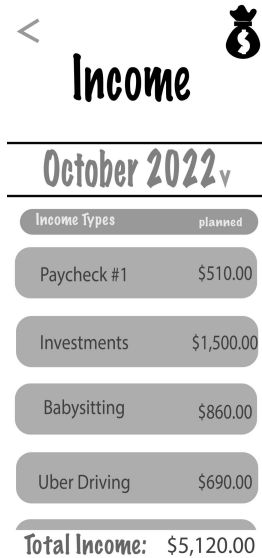 <
Income
October 2022 v
Income Types planned
Paycheck #1 $510.00
Investments $1,500.00
Babysitting $860.00
Uber Driving $690.00
Total Income: $5,120.00